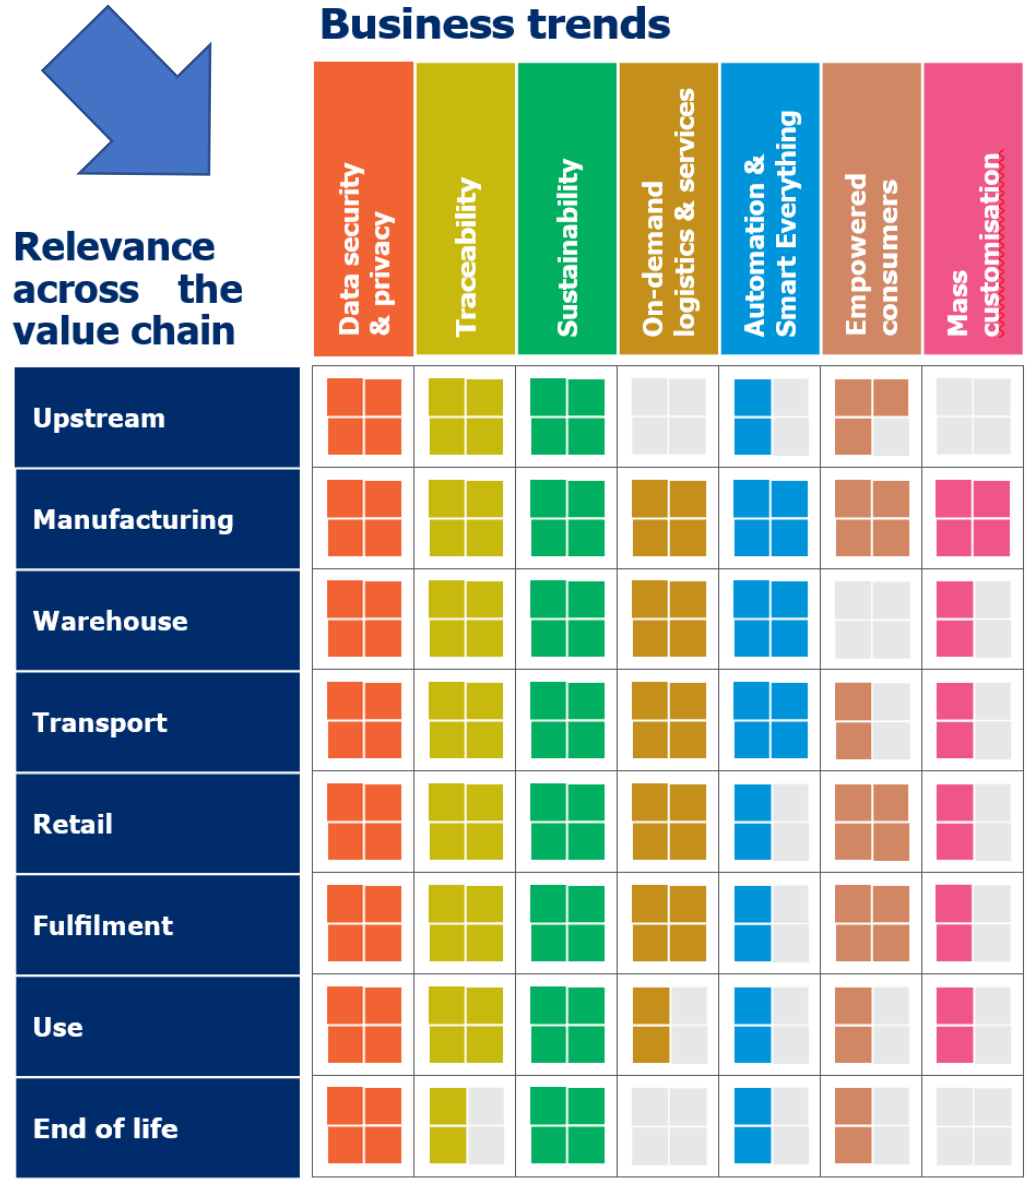 Business trends
Relevance
across the
value chain
Data security
& privacy
Traceability
Sustainability
On-demand
logistics & services
Automation &
Smart Everything
Empowered
consumers
Mass
customisation
Upstream
Manufacturing
Warehouse
Transport
Retail
Fulfilment
Use
End of life